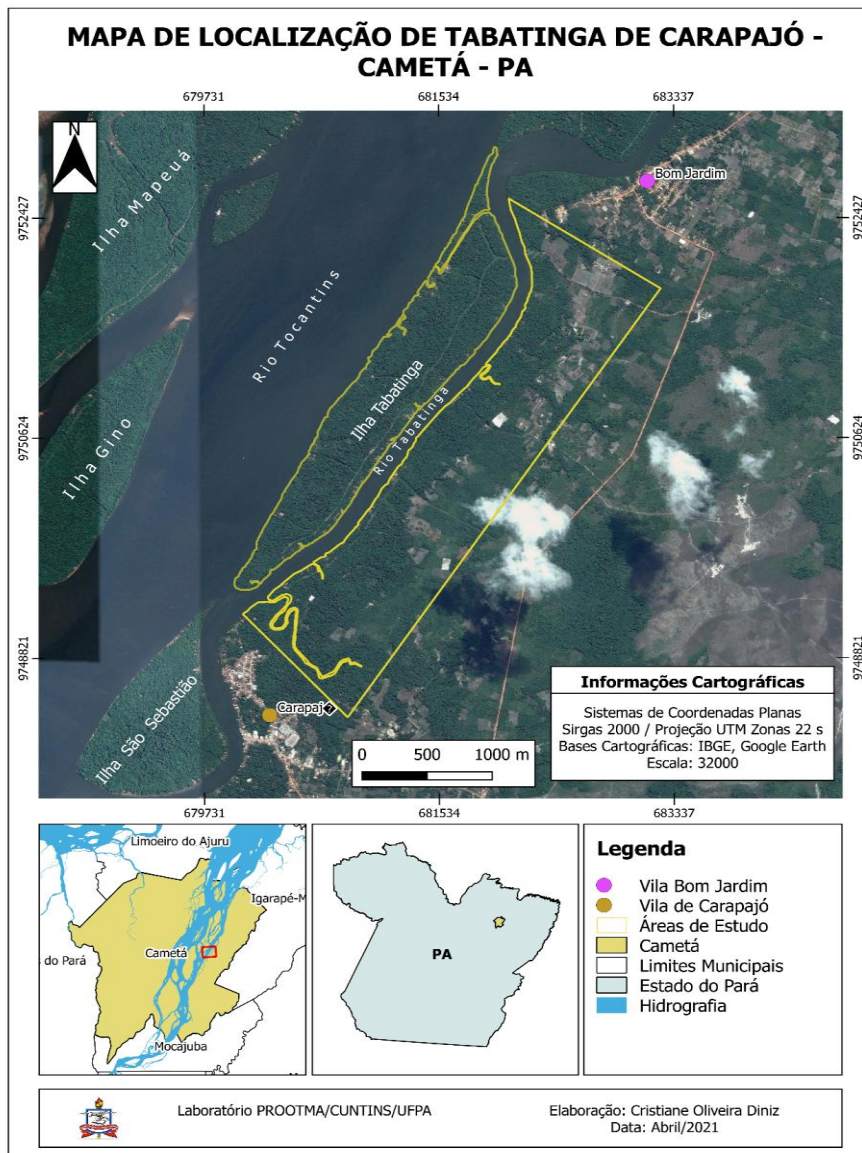 MAPA DE LOCALIZAÇÃO DE TABATINGA DE CARAPAJÓ -
CAMETÁ - PA
679731
681534
683337
N
Bom Jardim
Ilha Mapeuá
9752427
9752427
Rio Tocantins
Ilha Tabatinga
Rio Tabatinga
Ilha Gino
9750624
9750624
9748821
9748821
Ilha São Sebastião
Carapaj�
0 500 1000 m
Informações Cartográficas
Sistemas de Coordenadas Planas
Sirgas 2000 / Projeção UTM Zonas 22 s
Bases Cartográficas: IBGE, Google Earth
Escala: 32000
679731
681534
683337
Limoeiro do Ajuru
Igarapé-M
Cametá
s do Pará
Mocajuba
PA
Legenda
Vila Bom Jardim
Vila de Carapajó
Áreas de Estudo
Cametá
Limites Municipais
Estado do Pará
Hidrografia
Laboratório PROOTMA/CUNTINS/UFPA
Elaboração: Cristiane Oliveira Diniz
Data: Abril/2021